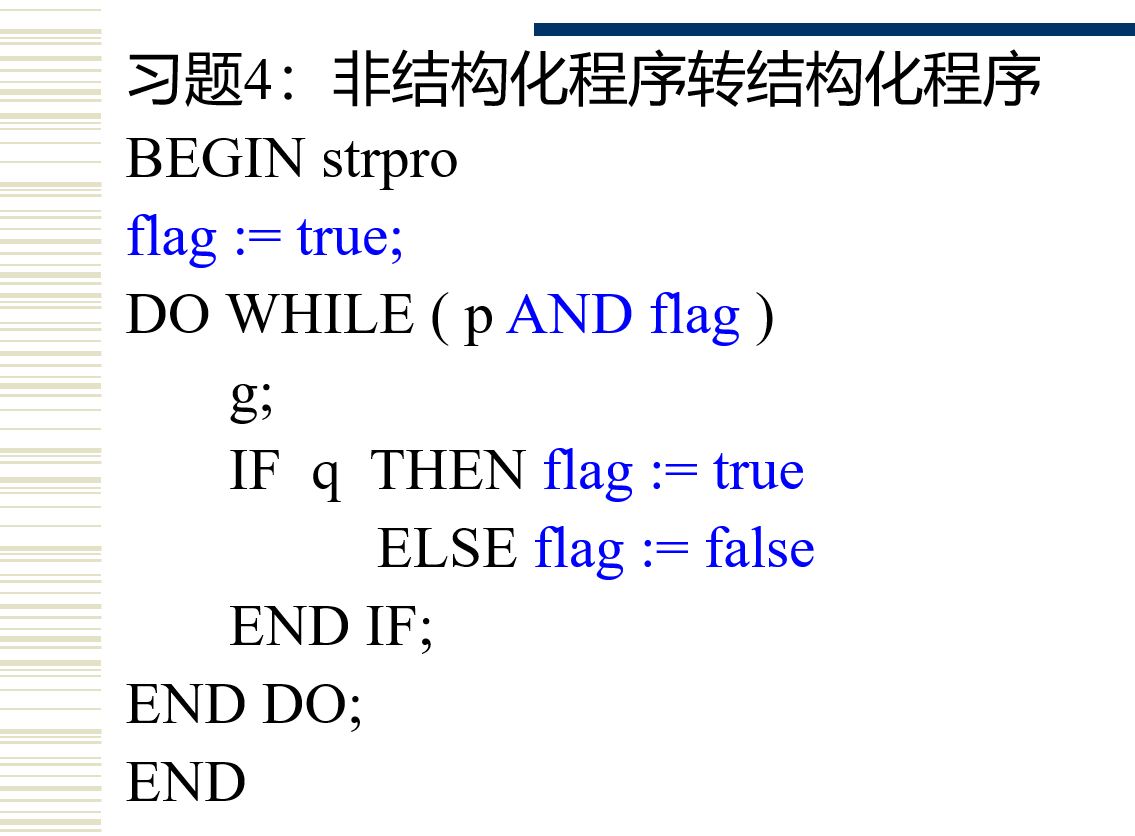 习题4：非结构化程序转结构化程序
BEGIN strpro
flag := true;
DO WHILE ( p AND flag )
g;
IF q THEN flag := true
ELSE flag := false
END IF;
END DO;
END